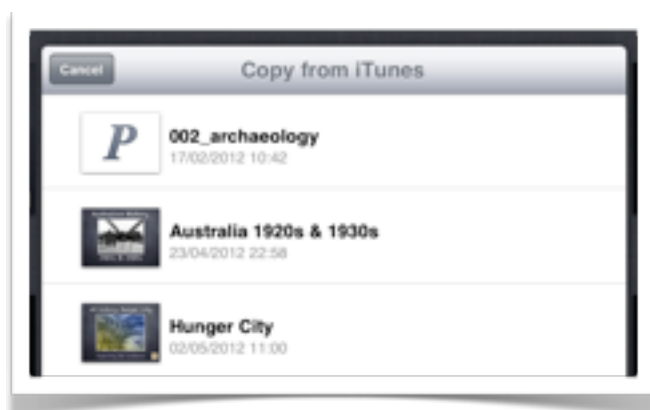 Cancel
Copy from iTunes
P
002_archaeology
17/02/2012 10:42
Australia 1920s & 1930s
23/04/2012 22:58
Hunger City
02/05/2012 11:00